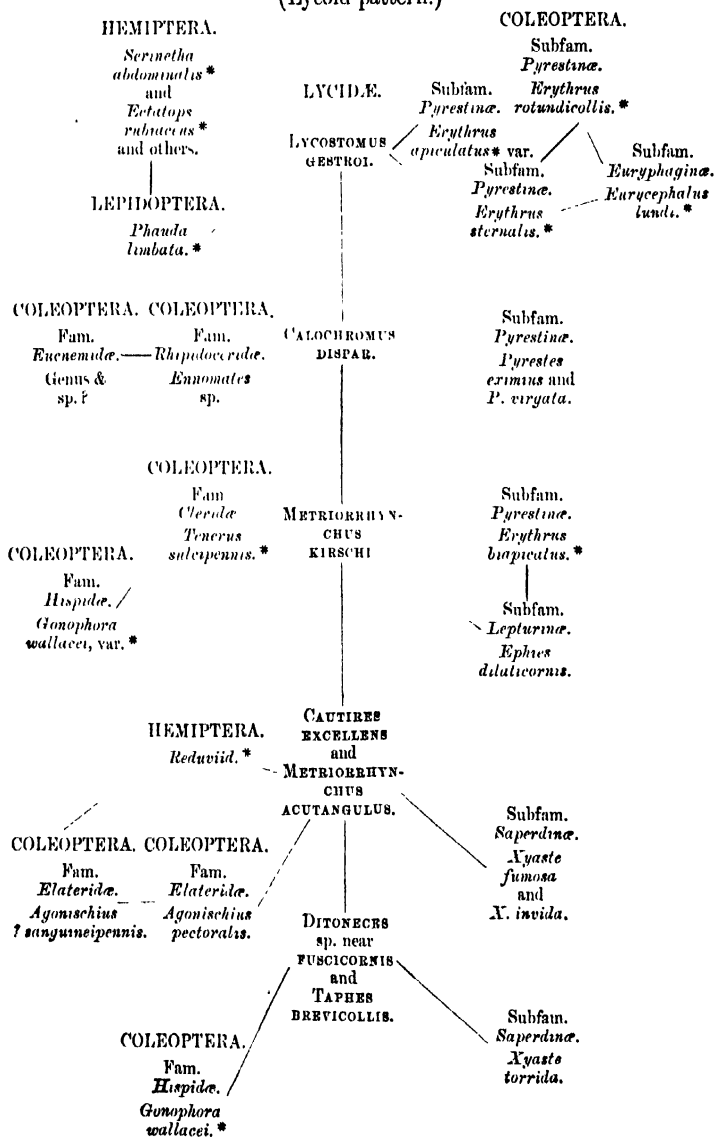 (Lycoid pattern.)
HEMIPTERA.
Serinetha
abdominalis*
and
Ectatops
rubiaceus*
and others.
LEPIDOPTERA.
Phauda
limbata.*
LYCIDÆ.
LYCOSTOMUS
GESTROI.
Subfam.
Pyrestinæ.
Erythrus
apiculatus* var.
COLEOPTERA.
Subfam.
Pyrestinæ.
Erythrus
rotundicollis.*
Subfam.
Pyrestinæ.
Erythrus
sternalis.*
Subfam.
Euryphaginæ.
Eurycephalus
lundi.*
COLEOPTERA.
Fam.
Eucnemidæ.
Genus &
sp. ?
COLEOPTERA.
Fam.
Rhipidoceridæ.
Ennomates
sp.
CALOCHROMUS
DISPAR.
Subfam.
Pyrestinæ.
Pyrestes
eximius and
P. virgata.
COLEOPTERA.
Fam
Cleridæ
Tenerus
sulcipennis.*
COLEOPTERA.
Fam.
Hispidæ.
Gonophora
wallacei, var.*
METRIORRHYN-
CHUS
KIRSCHI
Subfam.
Pyrestinæ.
Erythrus
biapicatus.*
Subfam.
Lepturinæ.
Ephies
dilaticornis.
HEMIPTERA.
Reduviid.*
CAUTIRES
EXCELLENS
and
METRIORRHYN-
CHUS
ACUTANGULUS.
COLEOPTERA.
Fam.
Elateridæ.
Agonischius
? sanguineipennis.
COLEOPTERA.
Fam.
Elateridæ.
Agonischius
pectoralis.
Subfam.
Saperdinæ.
Xyaste
fumosa
and
X. invida.
DITONECES
sp. near
FUSCICORNIS
and
TAPHES
BREVICOLLIS.
COLEOPTERA.
Fam.
Hispidæ.
Gonophora
wallacei.*
Subfam.
Saperdinæ.
Xyaste
torrida.